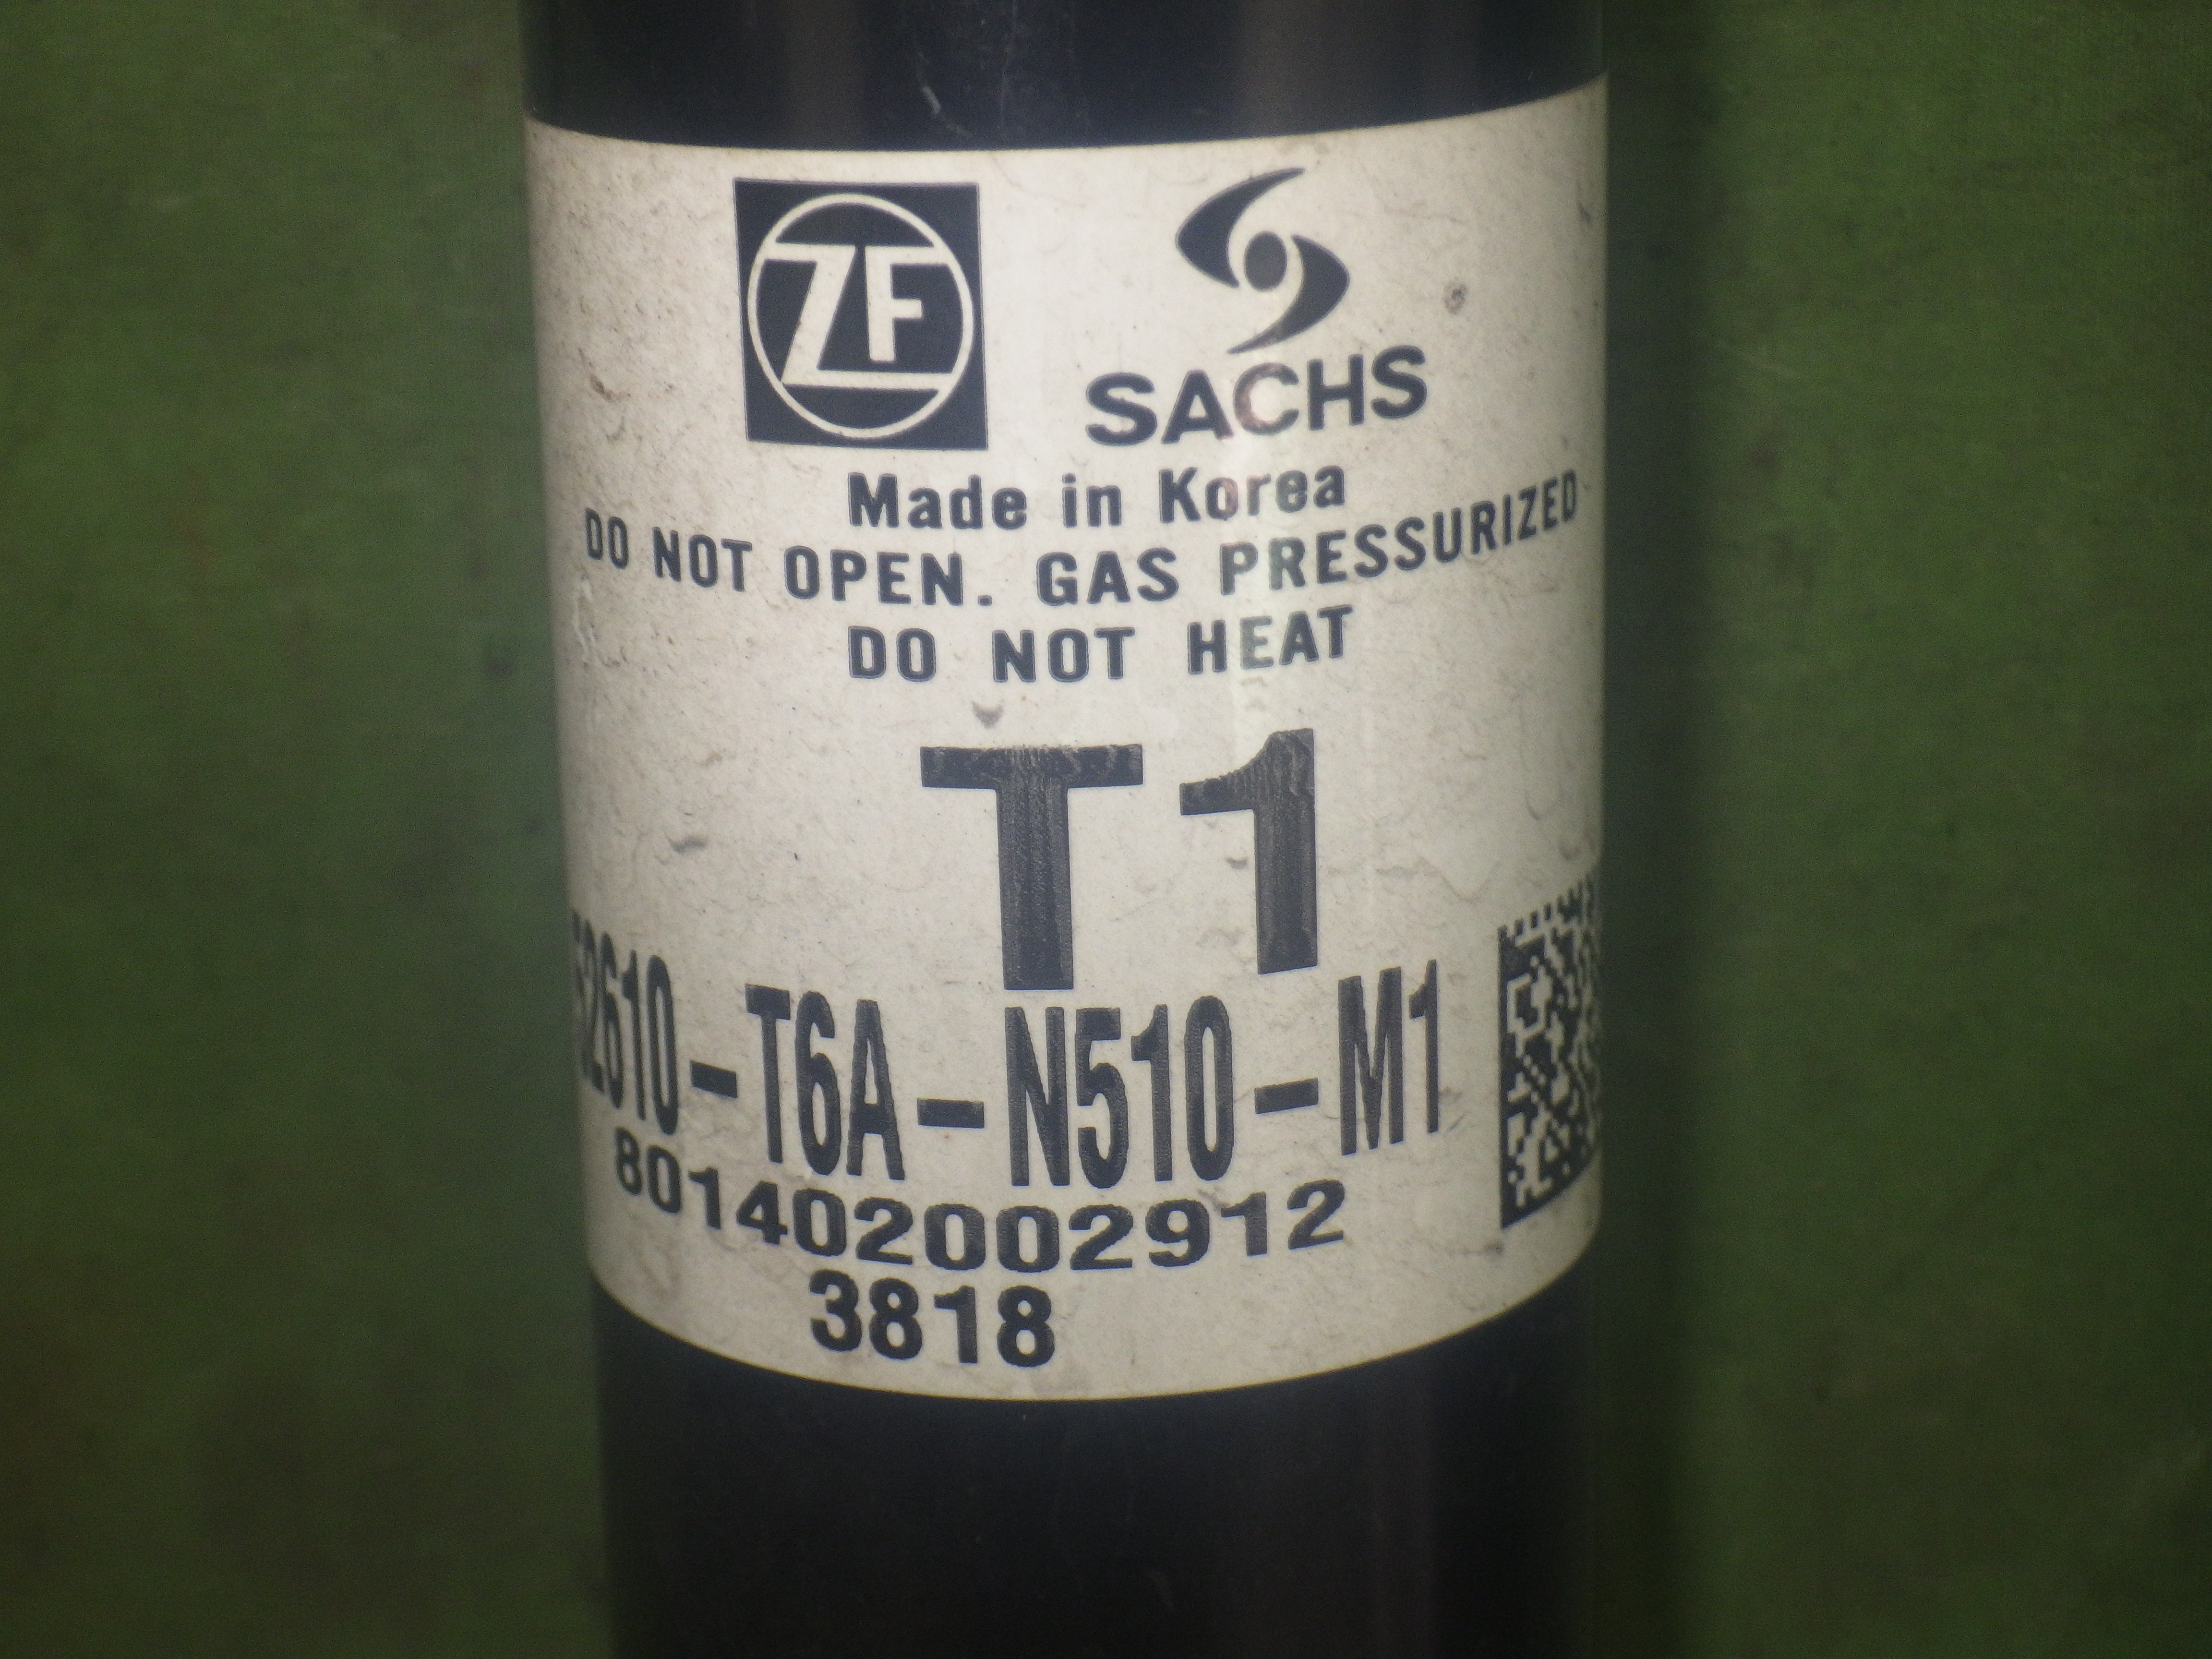 ZF
SACHS
Made in Korea
DO NOT OPEN. GAS PRESSURIZED
DO NOT HEAT
T1
52610-T6A-N510-M1
801402002912
3818